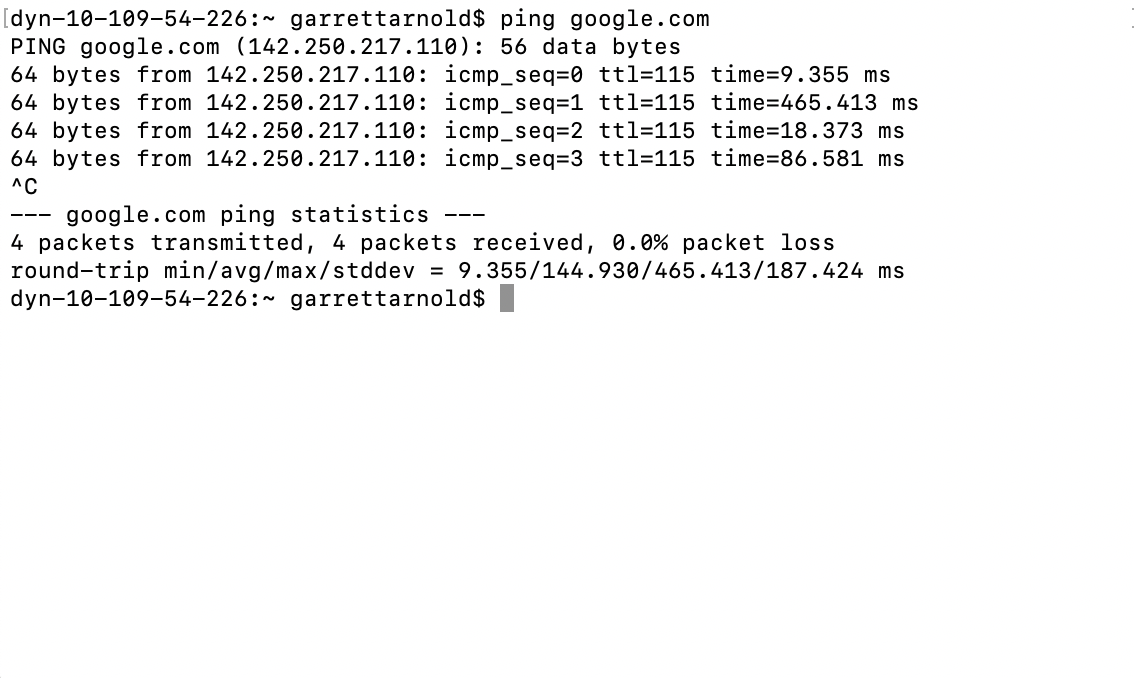 [dyn-10-109-54-226:~ garrettarnold$ ping google.com
PING google.com (142.250.217.110): 56 data bytes
64 bytes from 142.250.217.110: icmp_seq=0 ttl=115 time=9.355 ms
64 bytes from 142.250.217.110: icmp_seq=1 ttl=115 time=465.413 ms
64 bytes from 142.250.217.110: icmp_seq=2 ttl=115 time=18.373 ms
64 bytes from 142.250.217.110: icmp_seq=3 ttl=115 time=86.581 ms
^C
--- google.com ping statistics ---
4 packets transmitted, 4 packets received, 0.0% packet loss
round-trip min/avg/max/stddev = 9.355/144.930/465.413/187.424 ms
dyn-10-109-54-226:~ garrettarnold$